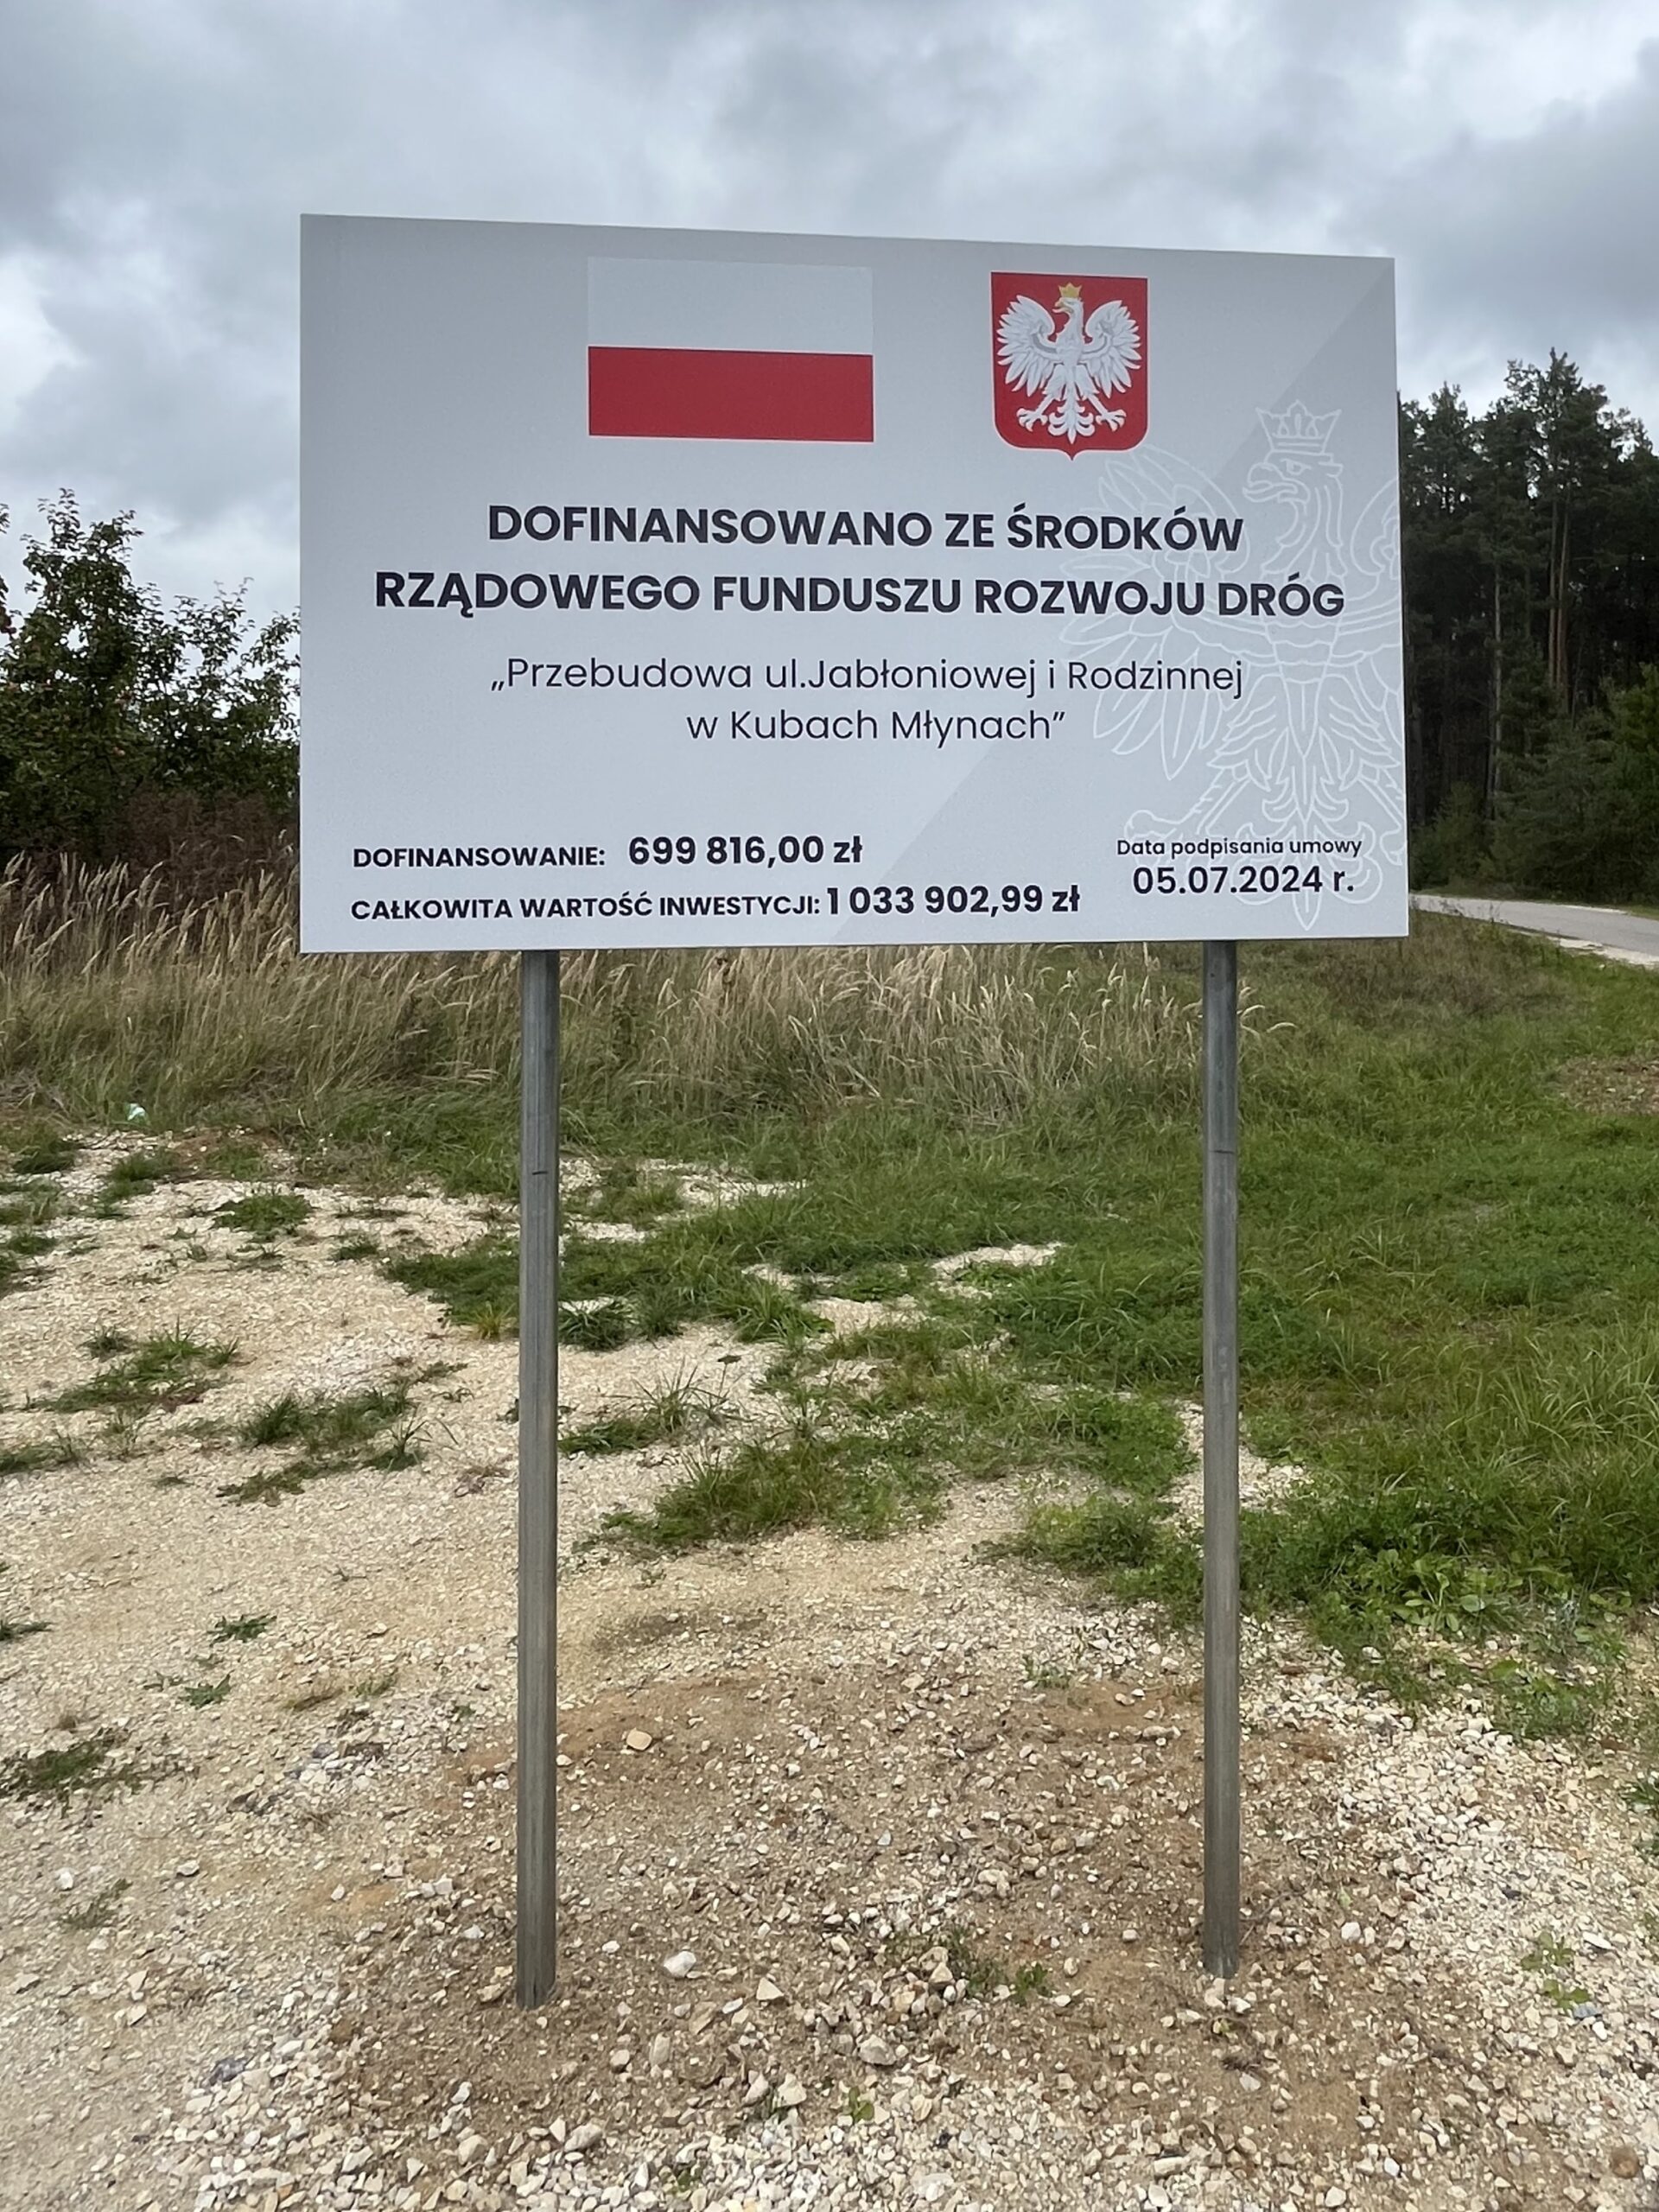 DOFINANSOWANO ZE ŚRODKÓW
RZĄDOWEGO FUNDUSZU ROZWOJU DRÓG
„Przebudowa ul.Jabłoniowej i Rodzinnej
w Kubach Młynach”
DOFINANSOWANIE: 699 816,00 zł
CAŁKOWITA WARTOŚĆ INWESTYCJI: 1 033 902,99 zł
Data podpisania umowy
05.07.2024 r.